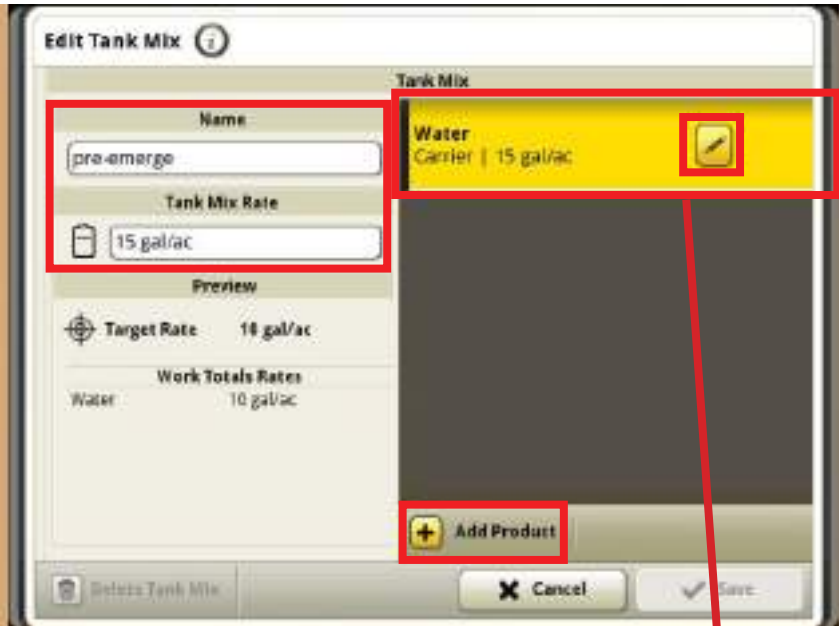 Edit Tank Mix i
Tank Mix
Name
pre-emerge
Tank Mix Rate
15 gal/ac
Preview
Target Rate 10 gal/ac
Work Totals Rates
Water 10 gal/ac
Water
Carrier | 15 gal/ac
Add Product
Delete Tank Mix
Cancel
Save